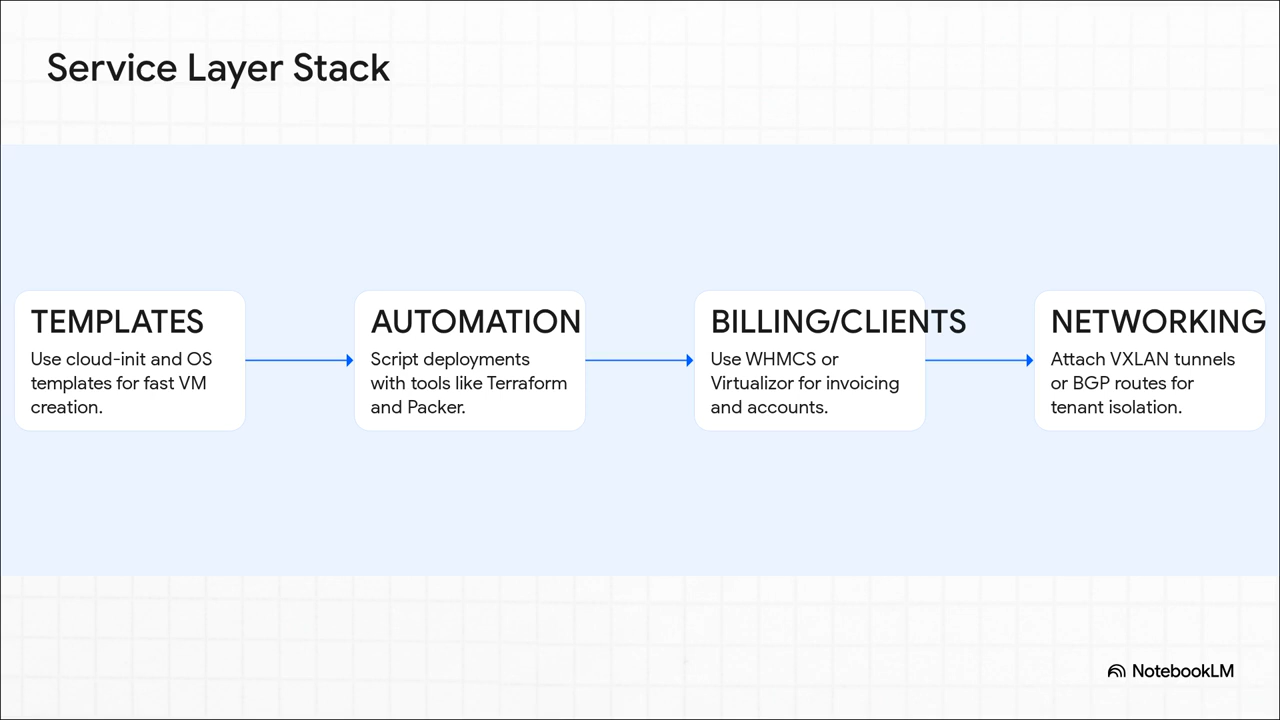 Service Layer Stack
TEMPLATES
Use cloud-init and OS
templates for fast VM
creation.
AUTOMATION
Script deployments
with tools like Terraform
and Packer.
BILLING/CLIENTS
Use WHMCS or
Virtualizor for invoicing
and accounts.
NETWORKING
Attach VXLAN tunnels
or BGP routes for
tenant isolation.
NotebookLM